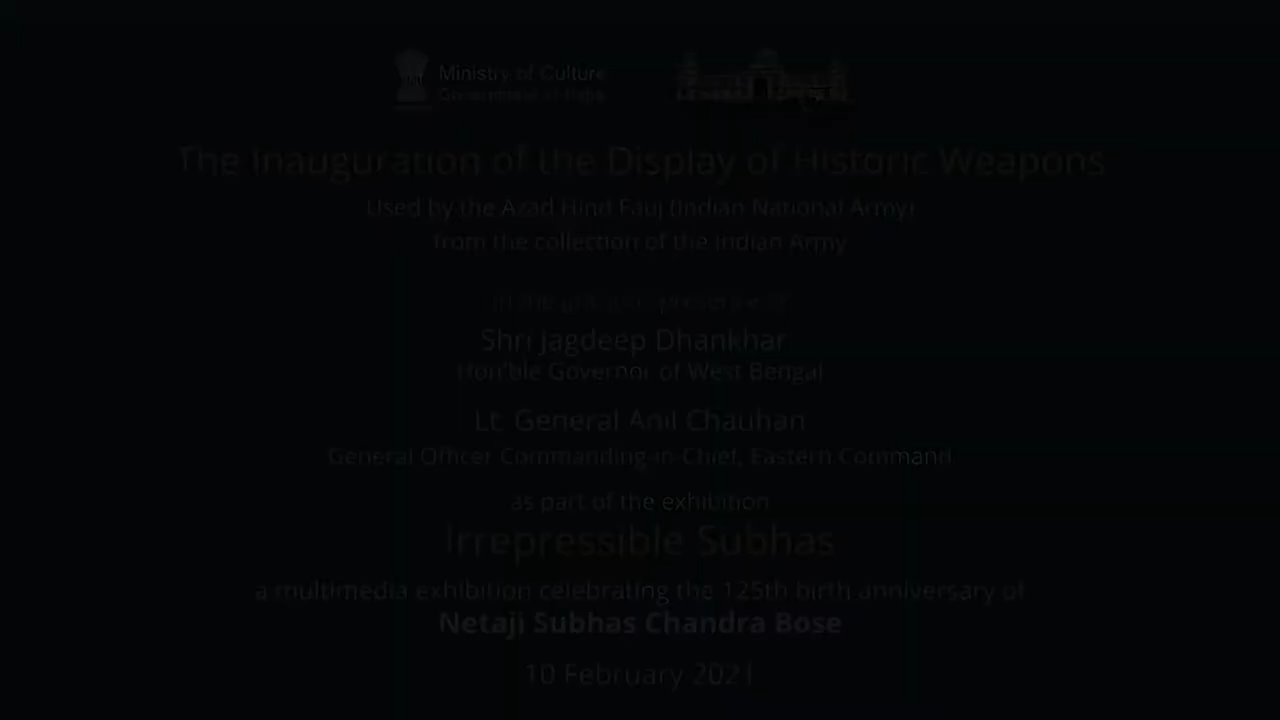 Ministry of Culture
Government of India
The Inauguration of the Display of Historic Weapons
Used by the Azad Hind Fauj (Indian National Army)
from the collection of the Indian Army
in the gracious presence of
Shri Jagdeep Dhankhar
Hon'ble Governor of West Bengal
Lt. General Anil Chauhan
General Officer Commanding-in-Chief, Eastern Command
as part of the exhibition
Irrepressible Subhas
a multimedia exhibition celebrating the 125th birth anniversary of
Netaji Subhas Chandra Bose
10 February 2021